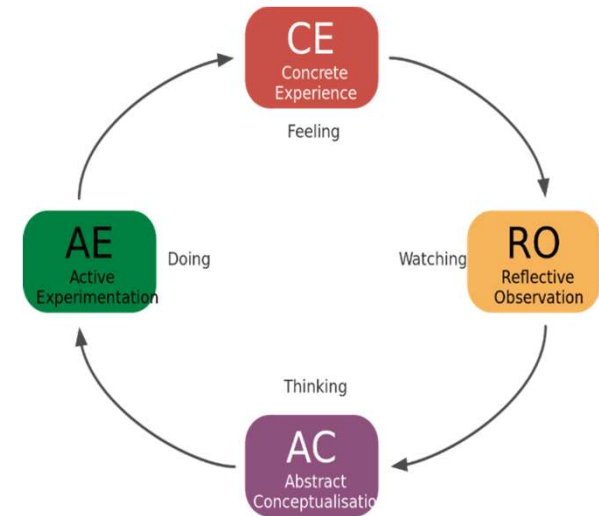 CE
Concrete
Experience
Feeling
AE
Active
Experimentation
Doing
Watching
RO
Reflective
Observation
Thinking
AC
Abstract
Conceptualisatio